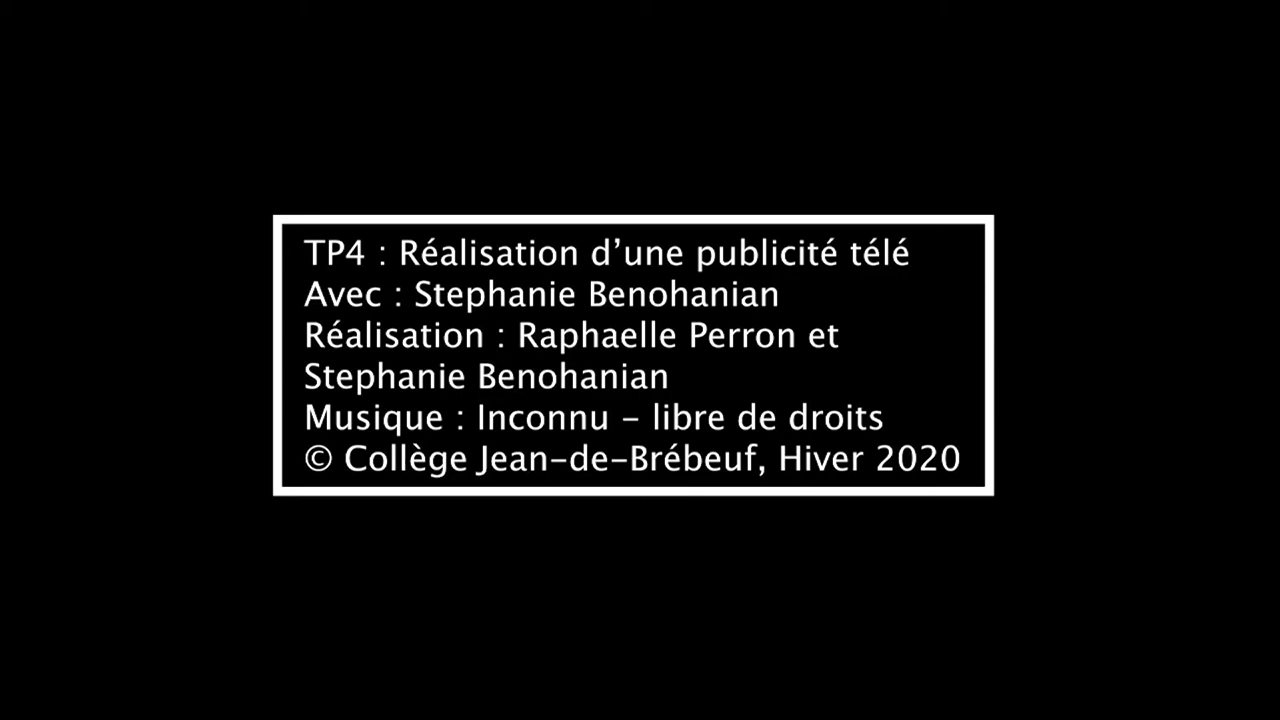 TP4 : Réalisation d’une publicité télé
Avec : Stephanie Benohanian
Réalisation : Raphaelle Perron et
Stephanie Benohanian
Musique : Inconnu – libre de droits
© Collège Jean-de-Brébeuf, Hiver 2020